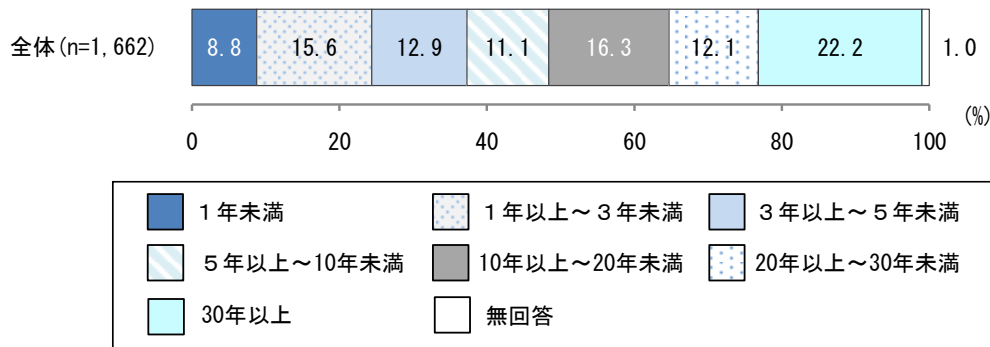 全体(n=1,662) 8.8 15.6 12.9 11.1 16.3 12.1 22.2 1.0
(%)
0 20 40 60 80 100
１年未満 １年以上～３年未満 ３年以上～５年未満
５年以上～10年未満 10年以上～20年未満 20年以上～30年未満
30年以上 無回答